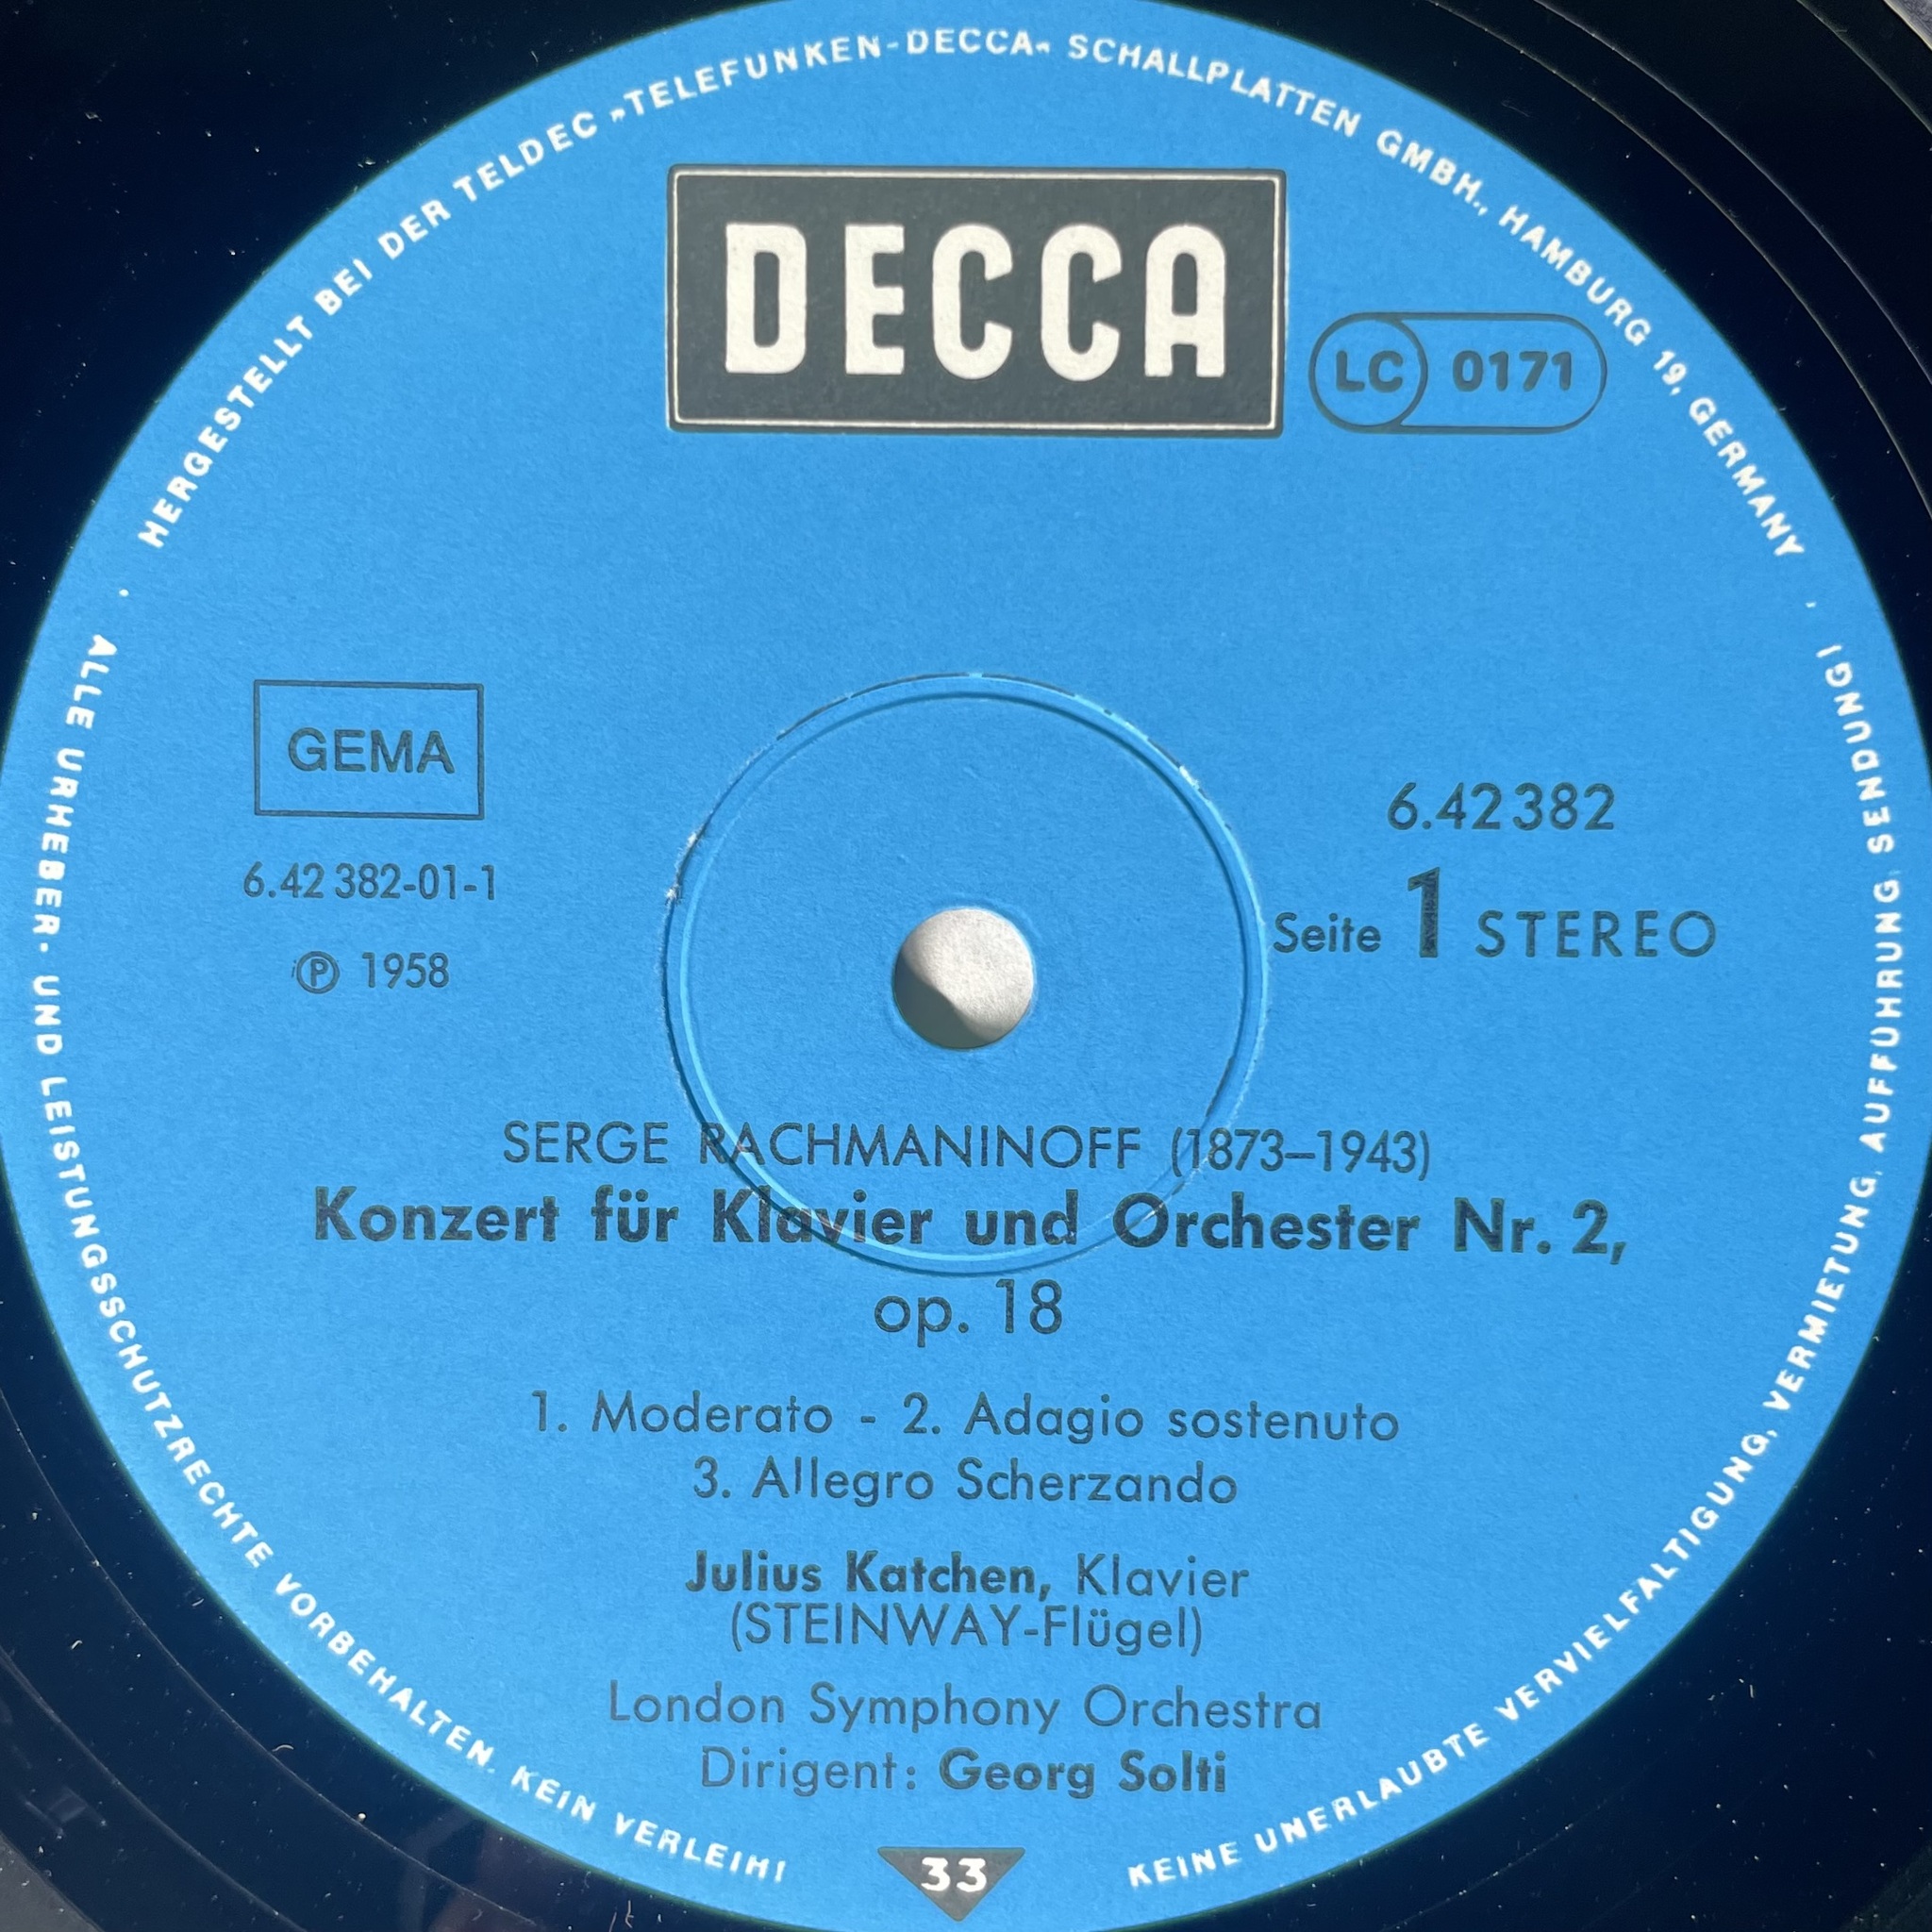 HERGESTELLT BEI DER TELDEC „TELEFUNKEN-DECCA“ SCHALLPLATTEN GMBH., HAMBURG 19, GERMANY
DECCA
LC 0171
GEMA
6.42382
6.42 382-01-1
Seite 1 STEREO
℗ 1958
SERGE RACHMANINOFF (1873–1943)
Konzert für Klavier und Orchester Nr. 2,
op. 18
1. Moderato - 2. Adagio sostenuto
3. Allegro Scherzando
Julius Katchen, Klavier
(STEINWAY-Flügel)
London Symphony Orchestra
Dirigent: Georg Solti
33
ALLE URHEBER- UND LEISTUNGSSCHUTZRECHTE VORBEHALTEN. KEIN VERLEIH!
KEINE UNERLAUBTE VERVIELFÄLTIGUNG, VERMIETUNG, AUFFÜHRUNG, SENDUNG!